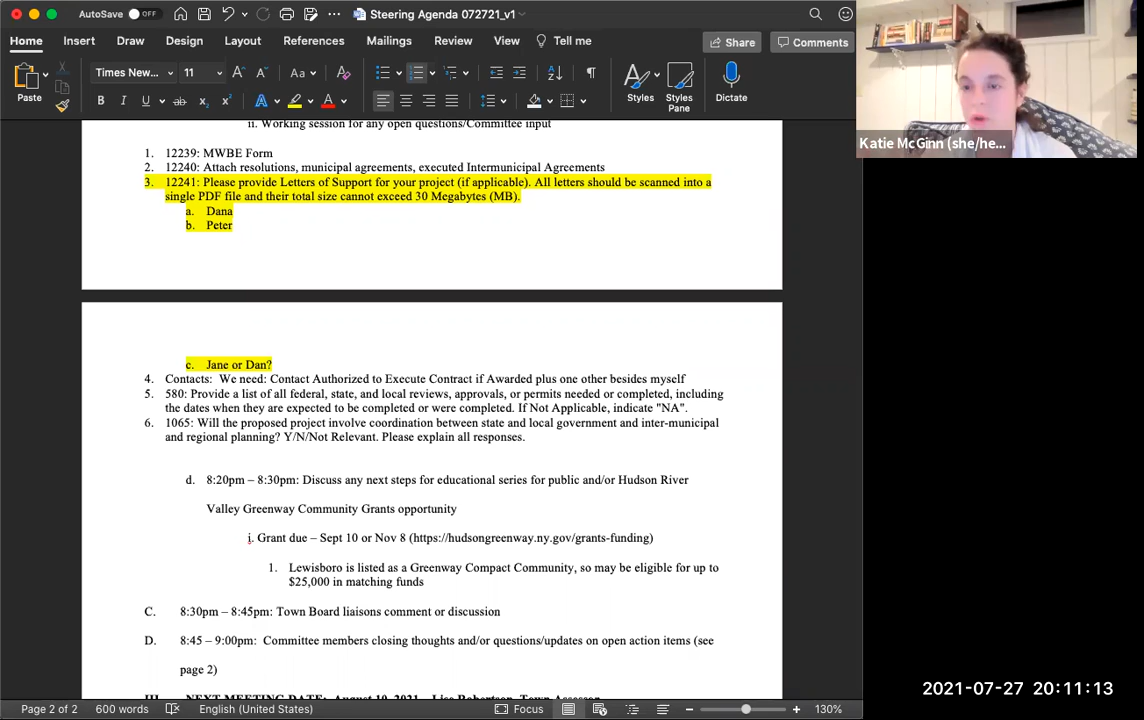 AutoSave OFF Steering Agenda 072721_v1
Home Insert Draw Design Layout References Mailings Review View Tell me Share Comments
Paste Times New... 11 Aa Styles Styles Pane Dictate
Katie McGinn (she/he...
ii. Working session for any open questions/Committee input
1. 12239: MWBE Form
2. 12240: Attach resolutions, municipal agreements, executed Intermunicipal Agreements
3. 12241: Please provide Letters of Support for your project (if applicable). All letters should be scanned into a
single PDF file and their total size cannot exceed 30 Megabytes (MB).
a. Dana
b. Peter
c. Jane or Dan?
4. Contacts: We need: Contact Authorized to Execute Contract if Awarded plus one other besides myself
5. 580: Provide a list of all federal, state, and local reviews, approvals, or permits needed or completed, including
the dates when they are expected to be completed or were completed. If Not Applicable, indicate "NA".
6. 1065: Will the proposed project involve coordination between state and local government and inter-municipal
and regional planning? Y/N/Not Relevant. Please explain all responses.
d. 8:20pm – 8:30pm: Discuss any next steps for educational series for public and/or Hudson River
Valley Greenway Community Grants opportunity
i. Grant due – Sept 10 or Nov 8 (https://hudsongreenway.ny.gov/grants-funding)
1. Lewisboro is listed as a Greenway Compact Community, so may be eligible for up to
$25,000 in matching funds
C. 8:30pm – 8:45pm: Town Board liaisons comment or discussion
D. 8:45 – 9:00pm: Committee members closing thoughts and/or questions/updates on open action items (see
page 2)
III. NEXT MEETING DATE: August 10, 2021 – Lise Robertson, Town Assessor
2021-07-27 20:11:13
Page 2 of 2 600 words English (United States) Focus 130%